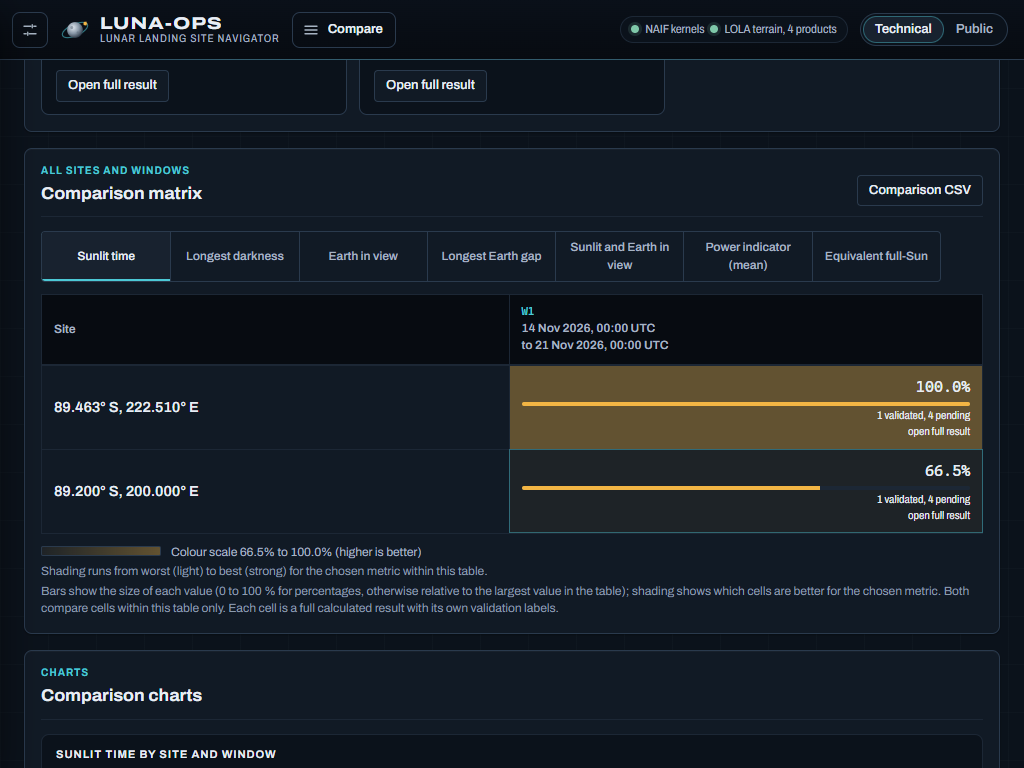 LUNA-OPS
LUNAR LANDING SITE NAVIGATOR
Compare
NAIF kernels
LOLA terrain, 4 products
Technical
Public
Open full result
Open full result
ALL SITES AND WINDOWS
Comparison matrix
Comparison CSV
Sunlit time
Longest darkness
Earth in view
Longest Earth gap
Sunlit and Earth in
view
Power indicator
(mean)
Equivalent full-Sun
Site
W1
14 Nov 2026, 00:00 UTC
to 21 Nov 2026, 00:00 UTC
89.463° S, 222.510° E
100.0%
1 validated, 4 pending
open full result
89.200° S, 200.000° E
66.5%
1 validated, 4 pending
open full result
Colour scale 66.5% to 100.0% (higher is better)
Shading runs from worst (light) to best (strong) for the chosen metric within this table.
Bars show the size of each value (0 to 100 % for percentages, otherwise relative to the largest value in the table); shading shows which cells are better for the chosen metric. Both
compare cells within this table only. Each cell is a full calculated result with its own validation labels.
CHARTS
Comparison charts
SUNLIT TIME BY SITE AND WINDOW